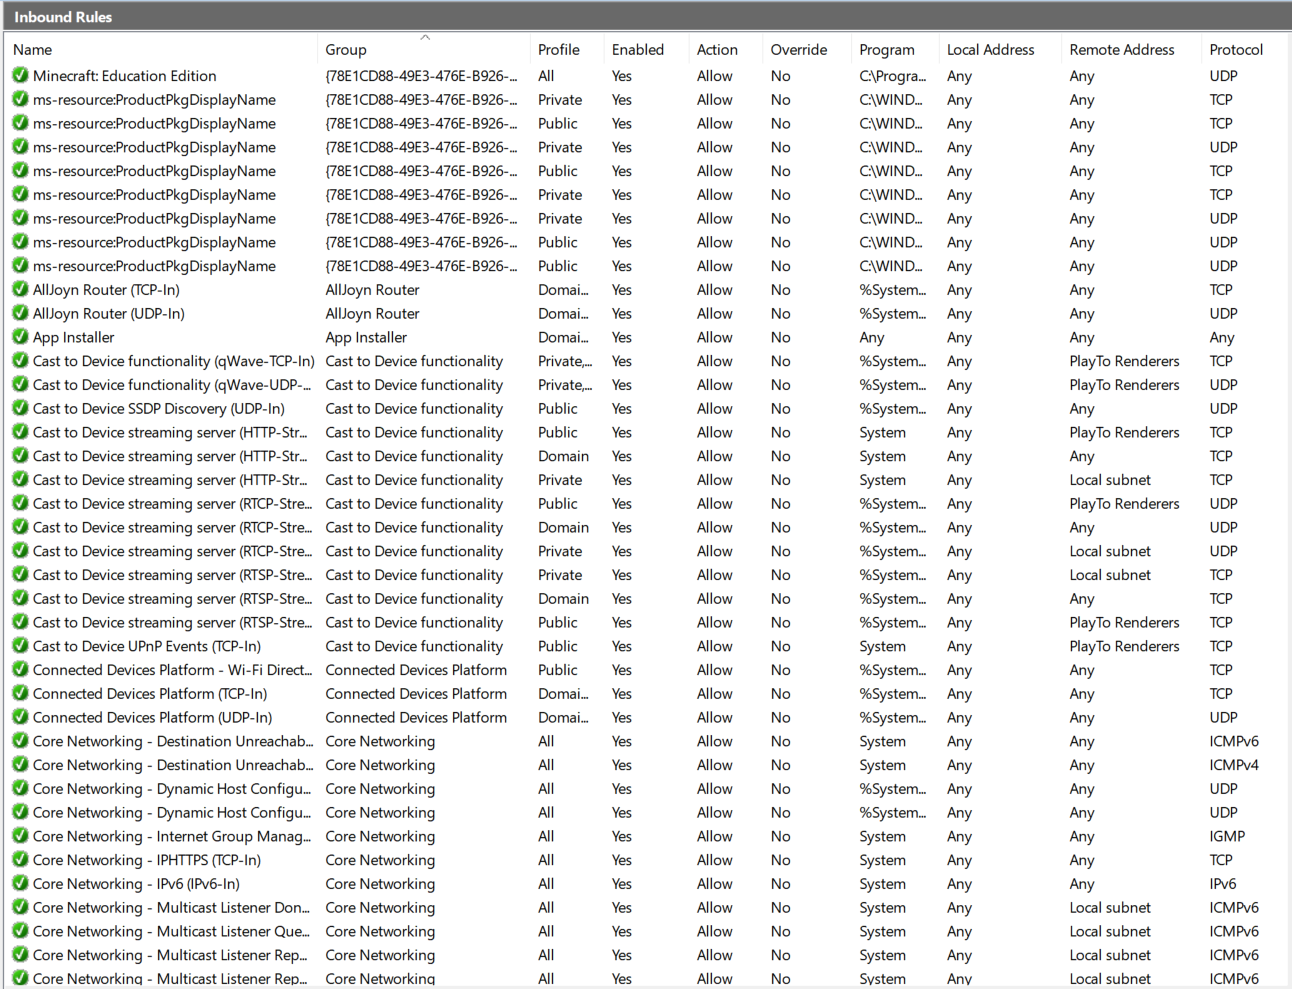 Inbound Rules
Name Group Profile Enabled Action Override Program Local Address Remote Address Protocol
Minecraft: Education Edition {78E1CD88-49E3-476E-B926-... All Yes Allow No C:\Progra... Any Any UDP
ms-resource:ProductPkgDisplayName {78E1CD88-49E3-476E-B926-... Private Yes Allow No C:\WIND... Any Any TCP
ms-resource:ProductPkgDisplayName {78E1CD88-49E3-476E-B926-... Public Yes Allow No C:\WIND... Any Any TCP
ms-resource:ProductPkgDisplayName {78E1CD88-49E3-476E-B926-... Private Yes Allow No C:\WIND... Any Any UDP
ms-resource:ProductPkgDisplayName {78E1CD88-49E3-476E-B926-... Public Yes Allow No C:\WIND... Any Any TCP
ms-resource:ProductPkgDisplayName {78E1CD88-49E3-476E-B926-... Private Yes Allow No C:\WIND... Any Any TCP
ms-resource:ProductPkgDisplayName {78E1CD88-49E3-476E-B926-... Private Yes Allow No C:\WIND... Any Any UDP
ms-resource:ProductPkgDisplayName {78E1CD88-49E3-476E-B926-... Public Yes Allow No C:\WIND... Any Any UDP
ms-resource:ProductPkgDisplayName {78E1CD88-49E3-476E-B926-... Public Yes Allow No C:\WIND... Any Any UDP
AllJoyn Router (TCP-In) AllJoyn Router Domai... Yes Allow No %System... Any Any TCP
AllJoyn Router (UDP-In) AllJoyn Router Domai... Yes Allow No %System... Any Any UDP
App Installer App Installer Domai... Yes Allow No Any Any Any Any
Cast to Device functionality (qWave-TCP-In) Cast to Device functionality Private,... Yes Allow No %System... Any PlayTo Renderers TCP
Cast to Device functionality (qWave-UDP-... Cast to Device functionality Private,... Yes Allow No %System... Any PlayTo Renderers UDP
Cast to Device SSDP Discovery (UDP-In) Cast to Device functionality Public Yes Allow No %System... Any Any UDP
Cast to Device streaming server (HTTP-Str... Cast to Device functionality Public Yes Allow No System Any PlayTo Renderers TCP
Cast to Device streaming server (HTTP-Str... Cast to Device functionality Domain Yes Allow No System Any Any TCP
Cast to Device streaming server (HTTP-Str... Cast to Device functionality Private Yes Allow No System Any Local subnet TCP
Cast to Device streaming server (RTCP-Stre... Cast to Device functionality Public Yes Allow No %System... Any PlayTo Renderers UDP
Cast to Device streaming server (RTCP-Stre... Cast to Device functionality Domain Yes Allow No %System... Any Any UDP
Cast to Device streaming server (RTCP-Stre... Cast to Device functionality Private Yes Allow No %System... Any Local subnet UDP
Cast to Device streaming server (RTSP-Stre... Cast to Device functionality Private Yes Allow No %System... Any Local subnet TCP
Cast to Device streaming server (RTSP-Stre... Cast to Device functionality Domain Yes Allow No %System... Any Any TCP
Cast to Device streaming server (RTSP-Stre... Cast to Device functionality Public Yes Allow No %System... Any PlayTo Renderers TCP
Cast to Device UPnP Events (TCP-In) Cast to Device functionality Public Yes Allow No System Any PlayTo Renderers TCP
Connected Devices Platform - Wi-Fi Direct... Connected Devices Platform Public Yes Allow No %System... Any Any TCP
Connected Devices Platform (TCP-In) Connected Devices Platform Domai... Yes Allow No %System... Any Any TCP
Connected Devices Platform (UDP-In) Connected Devices Platform Domai... Yes Allow No %System... Any Any UDP
Core Networking - Destination Unreachab... Core Networking All Yes Allow No System Any Any ICMPv6
Core Networking - Destination Unreachab... Core Networking All Yes Allow No System Any Any ICMPv4
Core Networking - Dynamic Host Configu... Core Networking All Yes Allow No %System... Any Any UDP
Core Networking - Dynamic Host Configu... Core Networking All Yes Allow No %System... Any Any UDP
Core Networking - Internet Group Manag... Core Networking All Yes Allow No System Any Any IGMP
Core Networking - IPHTTPS (TCP-In) Core Networking All Yes Allow No System Any Any TCP
Core Networking - IPv6 (IPv6-In) Core Networking All Yes Allow No System Any Any IPv6
Core Networking - Multicast Listener Don... Core Networking All Yes Allow No System Any Local subnet ICMPv6
Core Networking - Multicast Listener Que... Core Networking All Yes Allow No System Any Local subnet ICMPv6
Core Networking - Multicast Listener Rep... Core Networking All Yes Allow No System Any Local subnet ICMPv6
Core Networking - Multicast Listener Rep... Core Networking All Yes Allow No System Any Local subnet ICMPv6